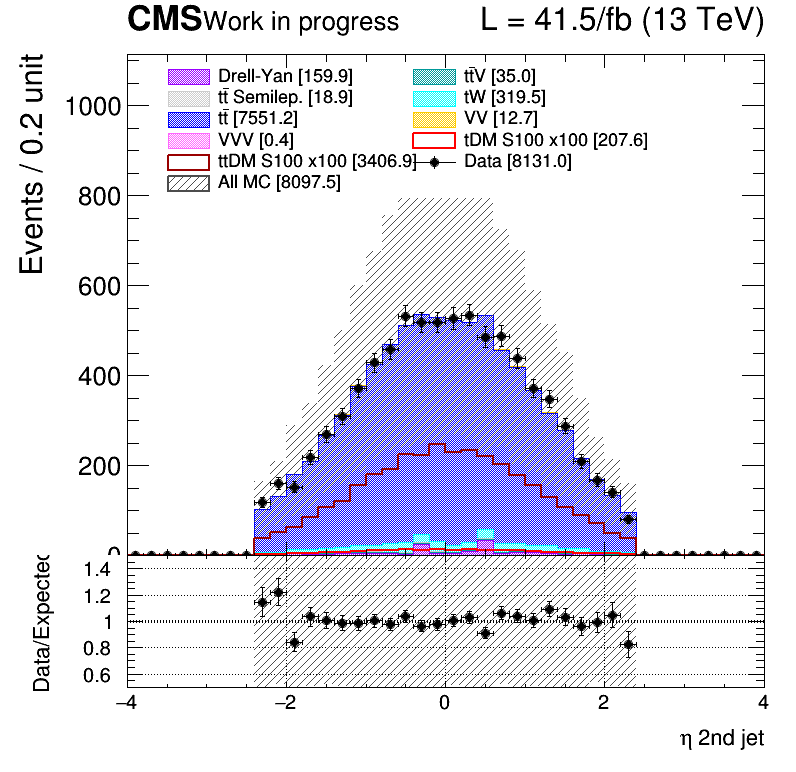 CMS Work in progress L = 41.5/fb (13 TeV)
Events / 0.2 unit
1000
800
600
400
200
0
Drell-Yan [159.9] tt̄V [35.0]
tt̄ Semilep. [18.9] tW [319.5]
tt̄ [7551.2] VV [12.7]
VVV [0.4] tDM S100 x100 [207.6]
ttDM S100 x100 [3406.9] Data [8131.0]
All MC [8097.5]
Data/Expected
1.4
1.2
1
0.8
0.6
−4 −2 0 2 4
η 2nd jet